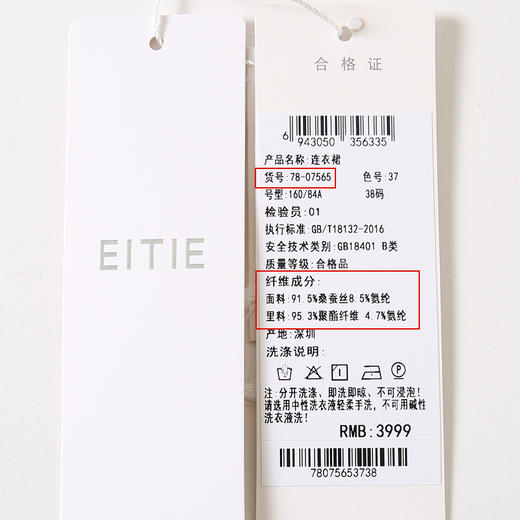 EITIE
合格证
6 943050 356335
产品名称:连衣裙
货号:78-07565 色号:37
号型:160/84A 38码
检验员:01
执行标准:GB/T18132-2016
安全技术类别:GB18401 B类
质量等级:合格品
纤维成分:
面料:91.5%桑蚕丝8 5%氨纶
里料:95.3%聚酯纤维 4.7%氨纶
产地:深圳
洗涤说明:
注:分开洗涤、即洗即晾、不可浸泡!
请选用中性洗衣液轻柔手洗,不可用碱性
洗衣液洗!
RMB:3999
78075653738